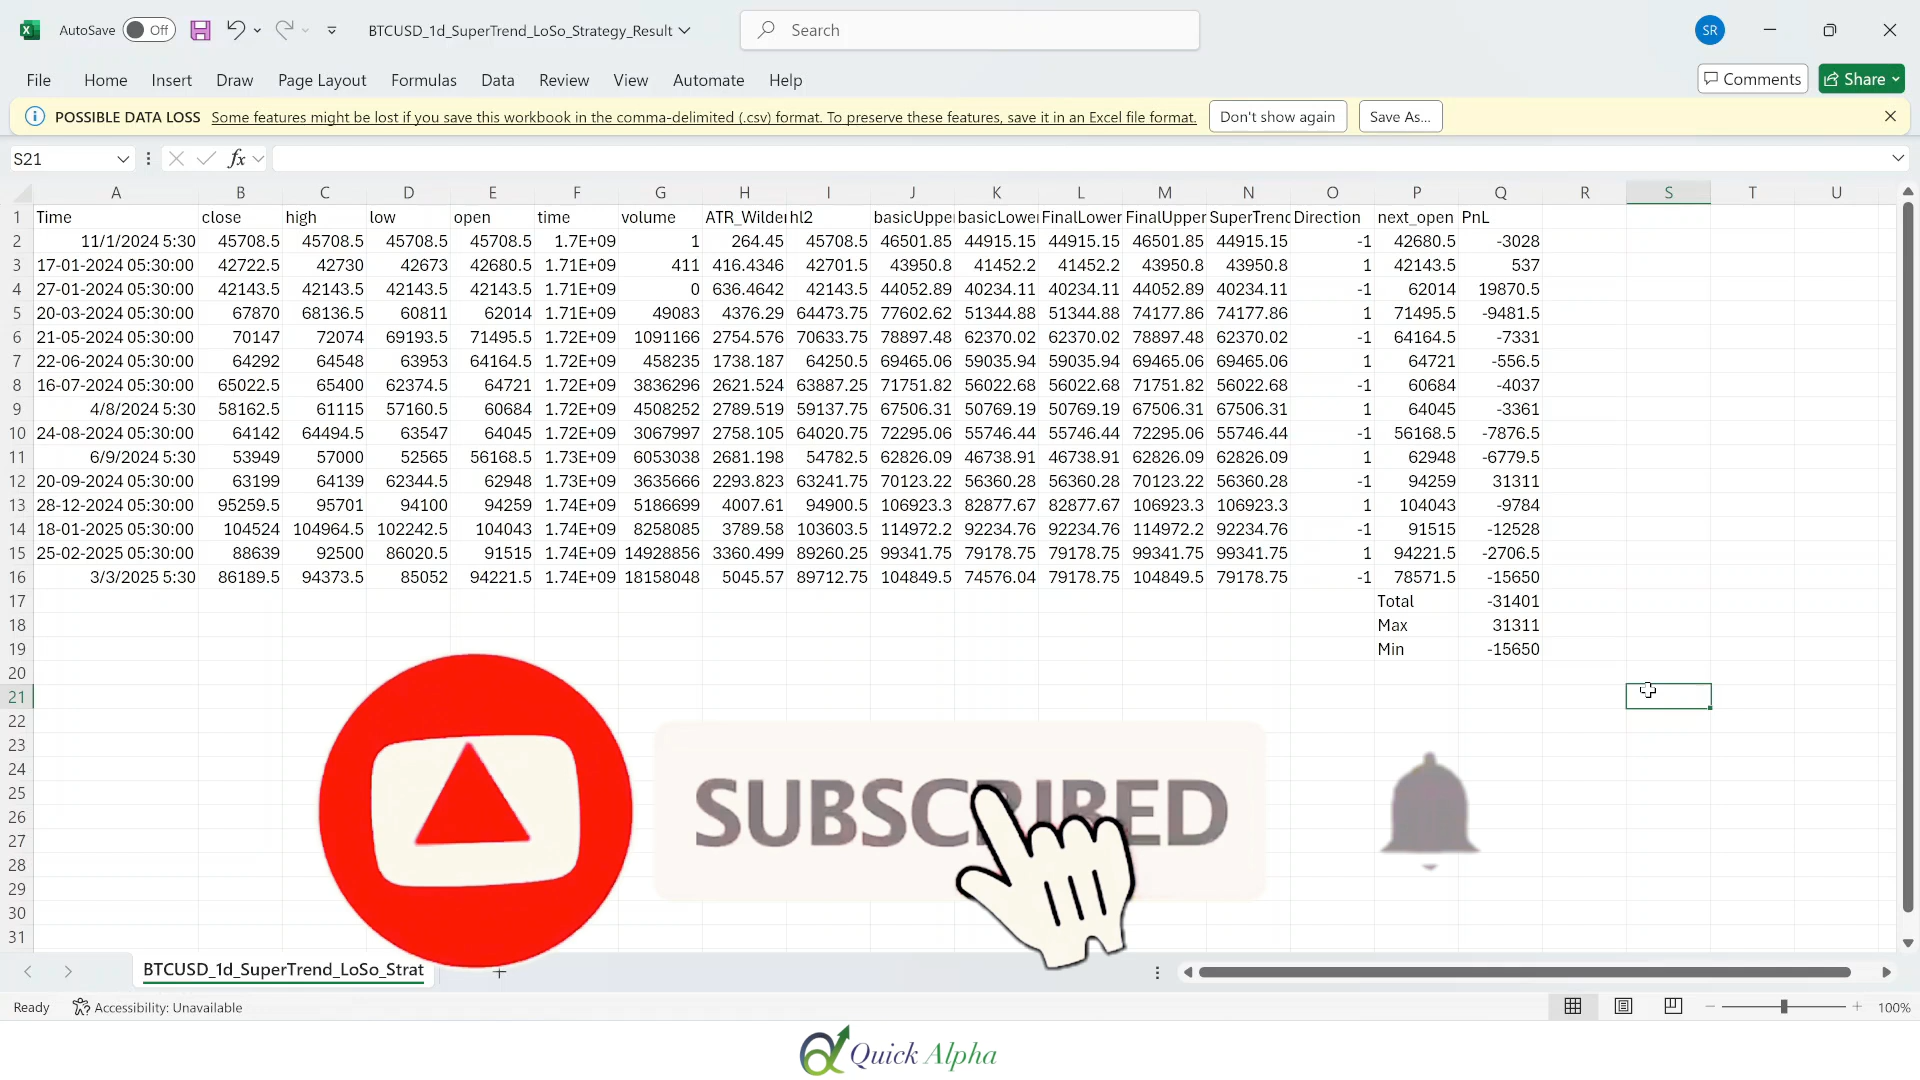 AutoSave Off BTCUSD_1d_SuperTrend_LoSo_Strategy_Result Search SR
File Home Insert Draw Page Layout Formulas Data Review View Automate Help Comments Share
POSSIBLE DATA LOSS Some features might be lost if you save this workbook in the comma-delimited (.csv) format. To preserve these features, save it in an Excel file format. Don't show again Save As...
S21 fx
A B C D E F G H I J K L M N O P Q R S T U
1 Time close high low open time volume ATR_Wilder hl2 basicUpper basicLower FinalLower FinalUpper SuperTrend Direction next_open PnL
2 11/1/2024 5:30 45708.5 45708.5 45708.5 45708.5 1.7E+09 1 264.45 45708.5 46501.85 44915.15 44915.15 46501.85 44915.15 -1 42680.5 -3028
3 17-01-2024 05:30:00 42722.5 42730 42673 42680.5 1.71E+09 411 416.4346 42701.5 43950.8 41452.2 41452.2 43950.8 43950.8 1 42143.5 537
4 27-01-2024 05:30:00 42143.5 42143.5 42143.5 42143.5 1.71E+09 0 636.4642 42143.5 44052.89 40234.11 40234.11 44052.89 40234.11 -1 62014 19870.5
5 20-03-2024 05:30:00 67870 68136.5 60811 62014 1.71E+09 49083 4376.29 64473.75 77602.62 51344.88 51344.88 74177.86 74177.86 1 71495.5 -9481.5
6 21-05-2024 05:30:00 70147 72074 69193.5 71495.5 1.72E+09 1091166 2754.576 70633.75 78897.48 62370.02 62370.02 78897.48 62370.02 -1 64164.5 -7331
7 22-06-2024 05:30:00 64292 64548 63953 64164.5 1.72E+09 458235 1738.187 64250.5 69465.06 59035.94 59035.94 69465.06 69465.06 1 64721 -556.5
8 16-07-2024 05:30:00 65022.5 65400 62374.5 64721 1.72E+09 3836296 2621.524 63887.25 71751.82 56022.68 56022.68 71751.82 56022.68 -1 60684 -4037
9 4/8/2024 5:30 58162.5 61115 57160.5 60684 1.72E+09 4508252 2789.519 59137.75 67506.31 50769.19 50769.19 67506.31 67506.31 1 64045 -3361
10 24-08-2024 05:30:00 64142 64494.5 63547 64045 1.72E+09 3067997 2758.105 64020.75 72295.06 55746.44 55746.44 72295.06 55746.44 -1 56168.5 -7876.5
11 6/9/2024 5:30 53949 57000 52565 56168.5 1.73E+09 6053038 2681.198 54782.5 62826.09 46738.91 46738.91 62826.09 62826.09 1 62948 -6779.5
12 20-09-2024 05:30:00 63199 64139 62344.5 62948 1.73E+09 3635666 2293.823 63241.75 70123.22 56360.28 56360.28 70123.22 56360.28 -1 94259 31311
13 28-12-2024 05:30:00 95259.5 95701 94100 94259 1.74E+09 5186699 4007.61 94900.5 106923.3 82877.67 82877.67 106923.3 106923.3 1 104043 -9784
14 18-01-2025 05:30:00 104524 104964.5 102242.5 104043 1.74E+09 8258085 3789.58 103603.5 114972.2 92234.76 92234.76 114972.2 92234.76 -1 91515 -12528
15 25-02-2025 05:30:00 88639 92500 86020.5 91515 1.74E+09 14928856 3360.499 89260.25 99341.75 79178.75 79178.75 99341.75 99341.75 1 94221.5 -2706.5
16 3/3/2025 5:30 86189.5 94373.5 85052 94221.5 1.74E+09 18158048 5045.57 89712.75 104849.5 74576.04 79178.75 104849.5 79178.75 -1 78571.5 -15650
17 Total -31401
18 Max 31311
19 Min -15650
20
21
22
23
24
25
26
27
28
29
30
31
SUBSCRIBED
BTCUSD_1d_SuperTrend_LoSo_Strat
Ready Accessibility: Unavailable 100%
Quick Alpha